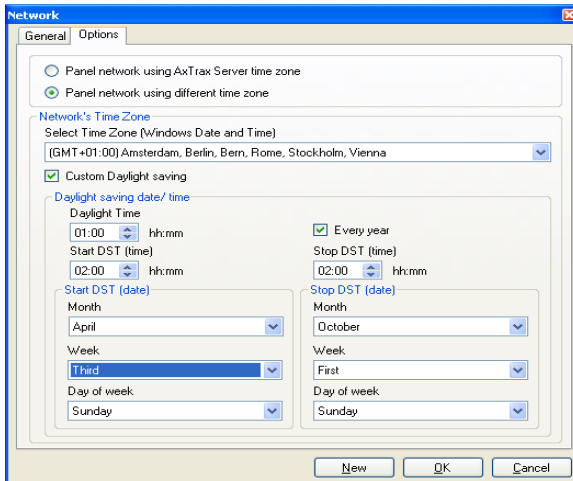 Network
General Options
Panel network using AxTrax Server time zone
Panel network using different time zone
Network's Time Zone
Select Time Zone (Windows Date and Time)
(GMT+01:00) Amsterdam, Berlin, Bern, Rome, Stockholm, Vienna
Custom Daylight saving
Daylight saving date/ time
Daylight Time
01:00 hh:mm Every year
Start DST (time) Stop DST (time)
02:00 hh:mm 02:00 hh:mm
Start DST (date) Stop DST (date)
Month Month
April October
Week Week
Third First
Day of week Day of week
Sunday Sunday
New OK Cancel